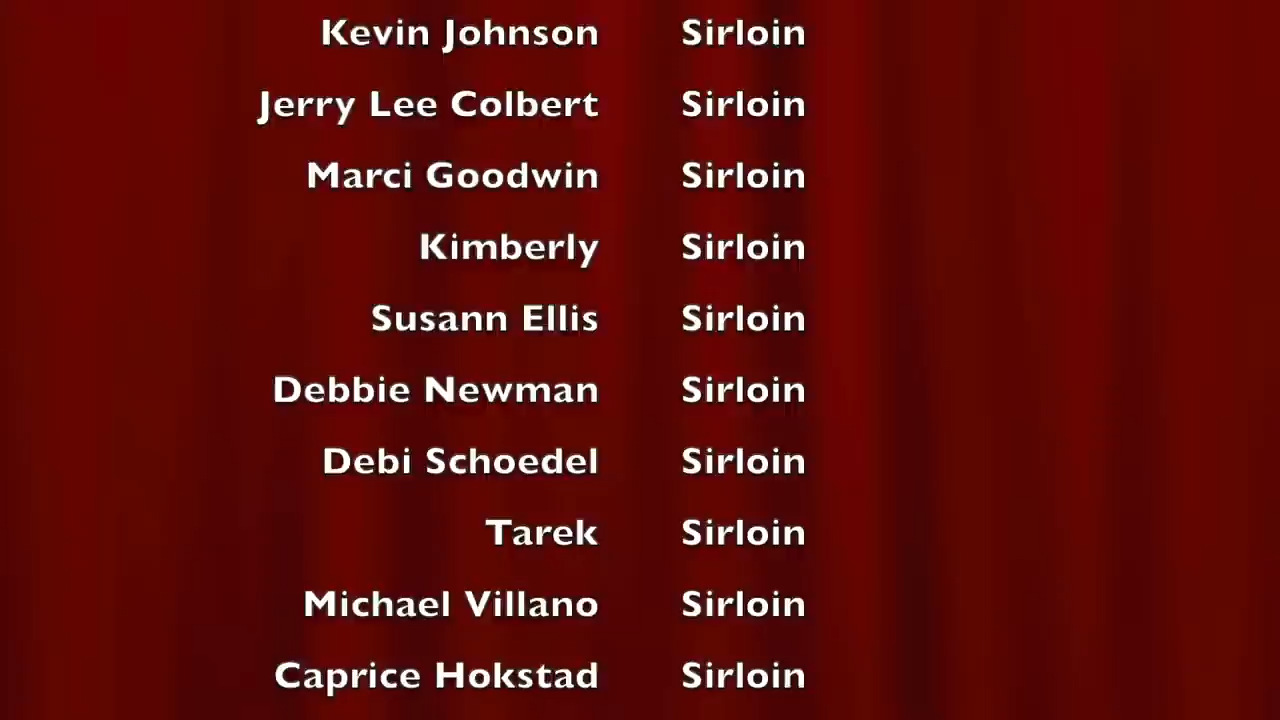 Kevin Johnson Sirloin
Jerry Lee Colbert Sirloin
Marci Goodwin Sirloin
Kimberly Sirloin
Susann Ellis Sirloin
Debbie Newman Sirloin
Debi Schoedel Sirloin
Tarek Sirloin
Michael Villano Sirloin
Caprice Hokstad Sirloin